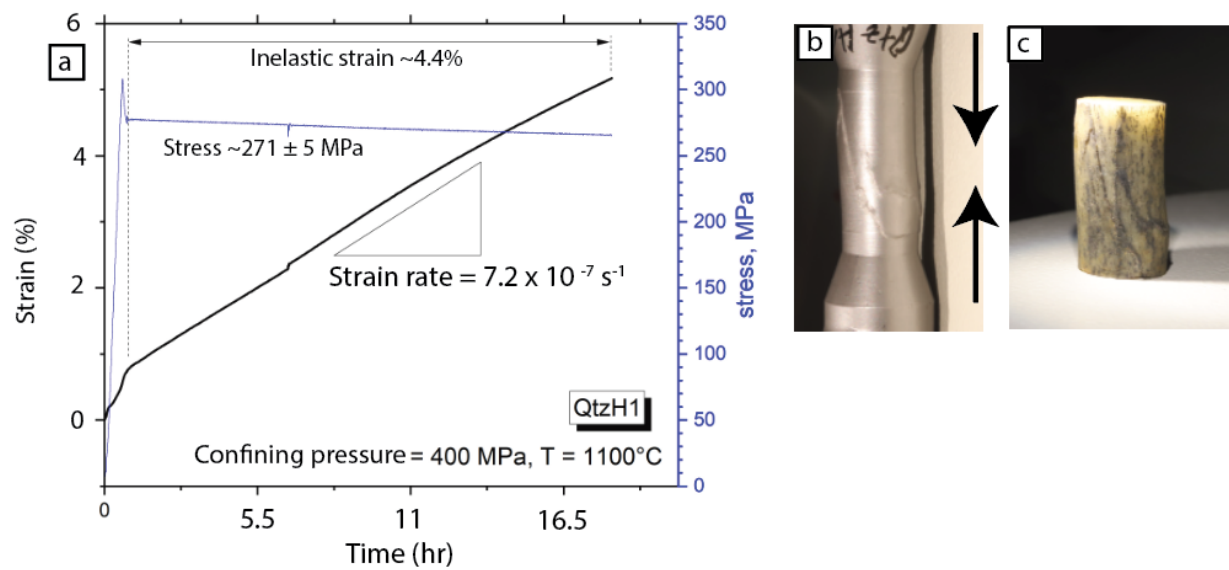 a
6
4
2
0
Strain (%)
Inelastic strain ~4.4%
Stress ~271 ± 5 MPa
Strain rate = 7.2 x 10 -7 s-1
QtzH1
Confining pressure = 400 MPa, T = 1100°C
0
5.5
11
16.5
Time (hr)
350
300
250
200
150
100
50
0
stress, MPa
b
Qtz H
c